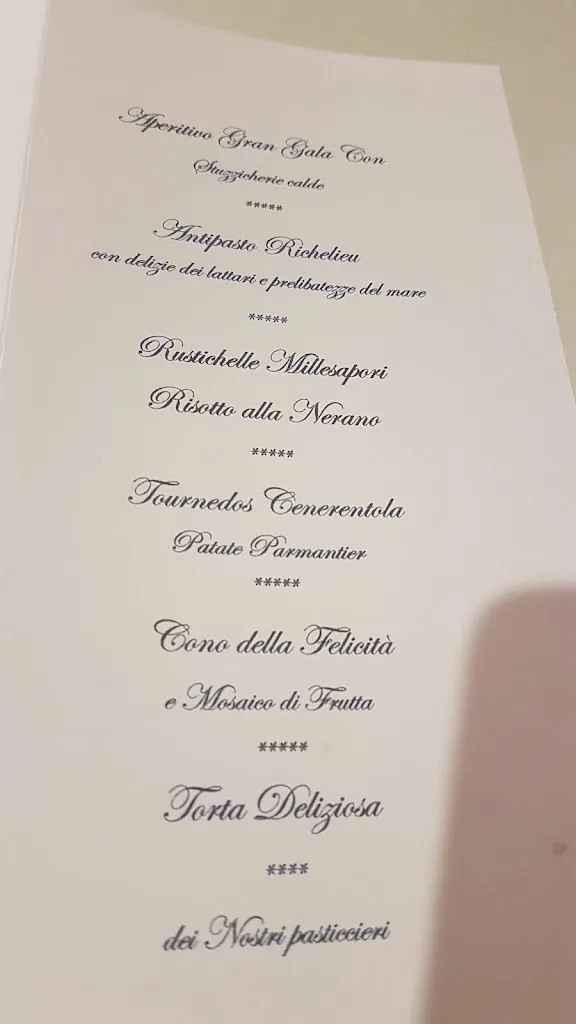 Aperitivo Gran Gala Con
Stuzzicherie calde
*****
Antipasto Richelieu
con delizie dei lattari e prelibatezze del mare
*****
Rustichelle Millesapori
Risotto alla Nerano
*****
Tournedos Cenerentola
Patate Parmantier
*****
Cono della Felicità
e Mosaico di Frutta
*****
Torta Deliziosa
****
dei Nostri pasticcieri